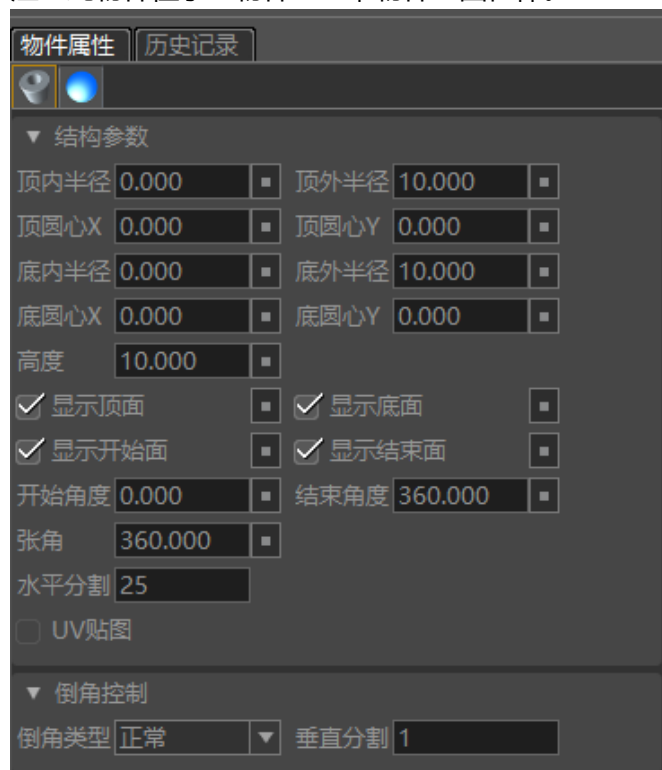 物件属性 历史记录
▼ 结构参数
顶内半径 0.000 顶外半径 10.000
顶圆心X 0.000 顶圆心Y 0.000
底内半径 0.000 底外半径 10.000
底圆心X 0.000 底圆心Y 0.000
高度 10.000
显示顶面 显示底面
显示开始面 显示结束面
开始角度 0.000 结束角度 360.000
张角 360.000
水平分割 25
UV贴图
▼ 倒角控制
倒角类型 正常 ▼ 垂直分割 1